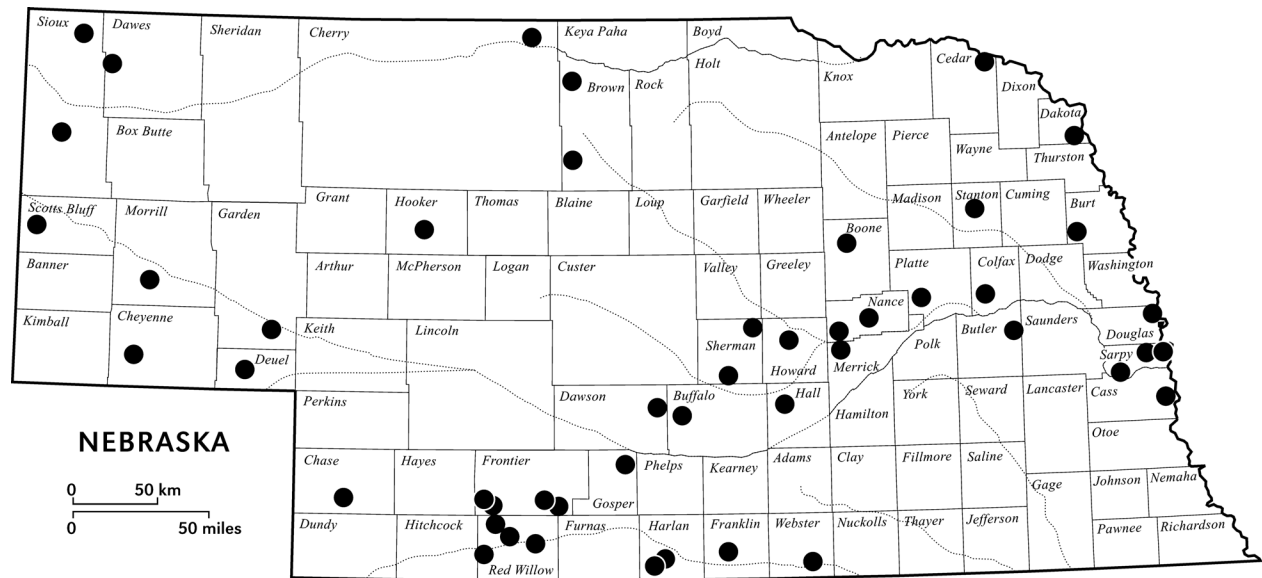 Sioux
Dawes
Sheridan
Cherry
Keya Paha
Boyd
Holt
Knox
Cedar
Dixon
Dakota
Brown
Rock
Box Butte
Antelope
Pierce
Wayne
Thurston
Scotts Bluff
Morrill
Garden
Grant
Hooker
Thomas
Blaine
Loup
Garfield
Wheeler
Boone
Madison
Stanton
Cuming
Burt
Banner
Arthur
McPherson
Logan
Custer
Valley
Greeley
Platte
Colfax
Dodge
Washington
Kimball
Cheyenne
Keith
Lincoln
Sherman
Howard
Nance
Merrick
Polk
Butler
Saunders
Douglas
Sarpy
Deuel
Perkins
Dawson
Buffalo
Hall
Hamilton
York
Seward
Lancaster
Cass
Otoe
NEBRASKA
0 50 km
0 50 miles
Chase
Hayes
Frontier
Gosper
Phelps
Kearney
Adams
Clay
Fillmore
Saline
Gage
Johnson
Nemaha
Dundy
Hitchcock
Red Willow
Furnas
Harlan
Franklin
Webster
Nuckolls
Thayer
Jefferson
Pawnee
Richardson